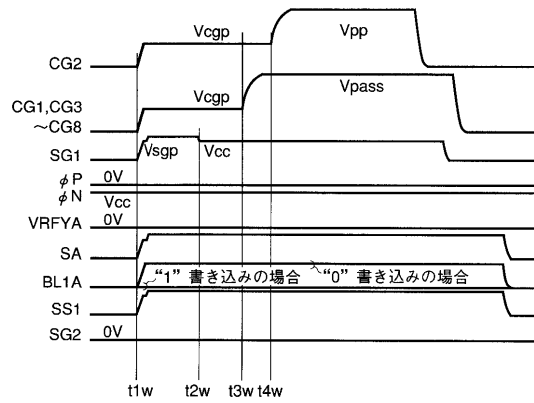 Vcgp
Vpp
CG2
CG1,CG3
~CG8
Vcgp
Vpass
SG1
Vsgp
Vcc
φP
0V
φN
Vcc
VRFYA
0V
SA
BL1A
“1” 書き込みの場合
“0” 書き込みの場合
SS1
SG2
0V
t1w
t2w
t3w
t4w